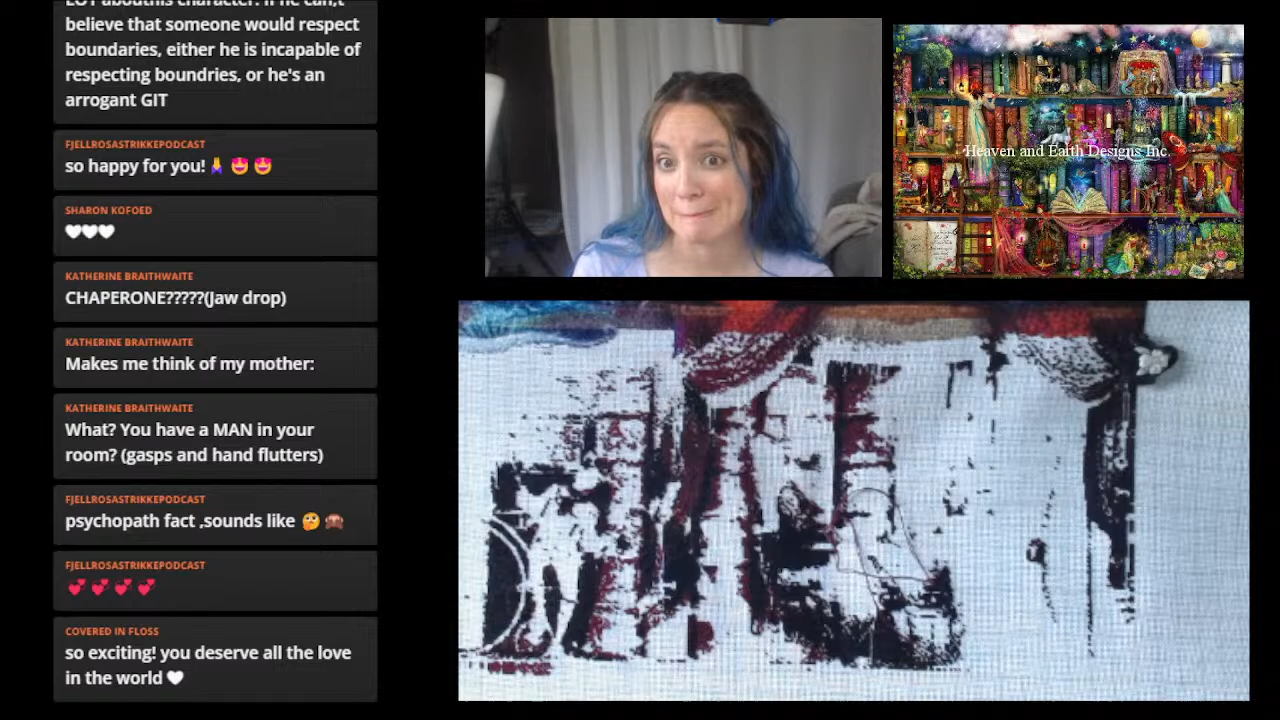 LOT abouthis character. If he can,t
believe that someone would respect
boundaries, either he is incapable of
respecting boundries, or he's an
arrogant GIT
FJELLROSASTRIKKEPODCAST
so happy for you!
SHARON KOFOED
KATHERINE BRAITHWAITE
CHAPERONE?????(Jaw drop)
KATHERINE BRAITHWAITE
Makes me think of my mother:
KATHERINE BRAITHWAITE
What? You have a MAN in your
room? (gasps and hand flutters)
FJELLROSASTRIKKEPODCAST
psychopath fact ,sounds like
FJELLROSASTRIKKEPODCAST
COVERED IN FLOSS
so exciting! you deserve all the love
in the world
Heaven and Earth Designs Inc.